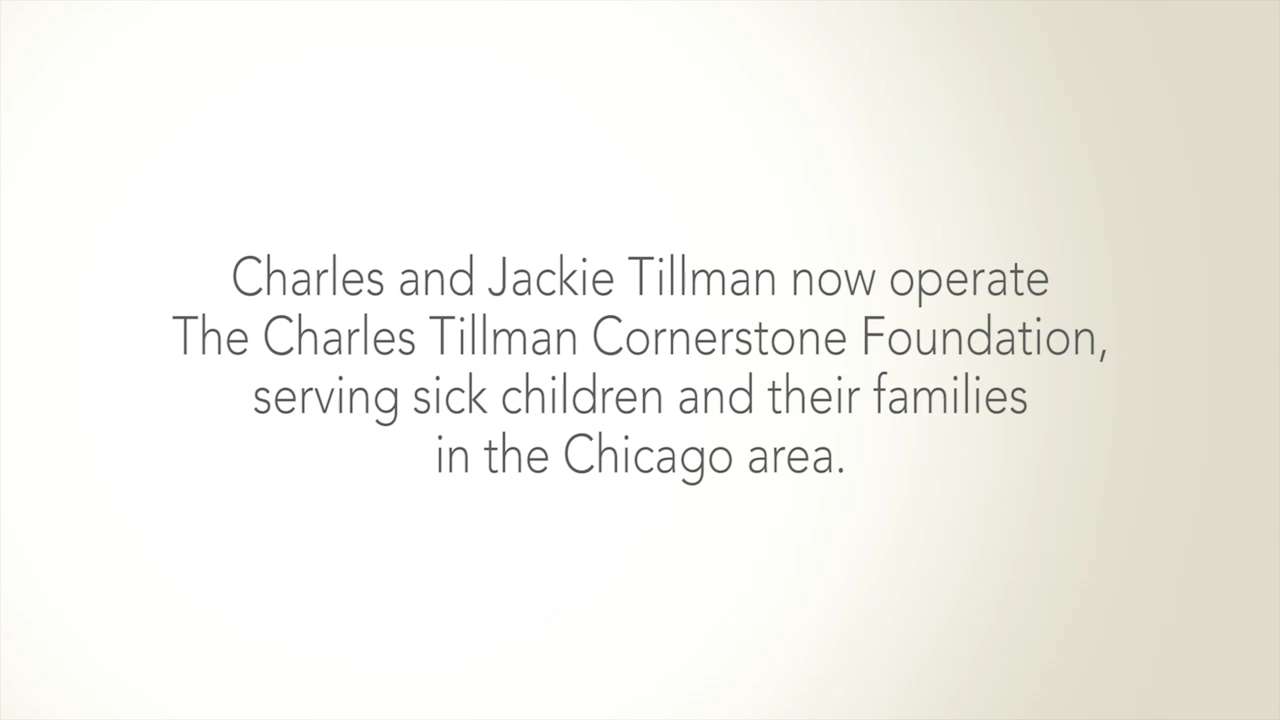 Charles and Jackie Tillman now operate
The Charles Tillman Cornerstone Foundation,
serving sick children and their families
in the Chicago area.